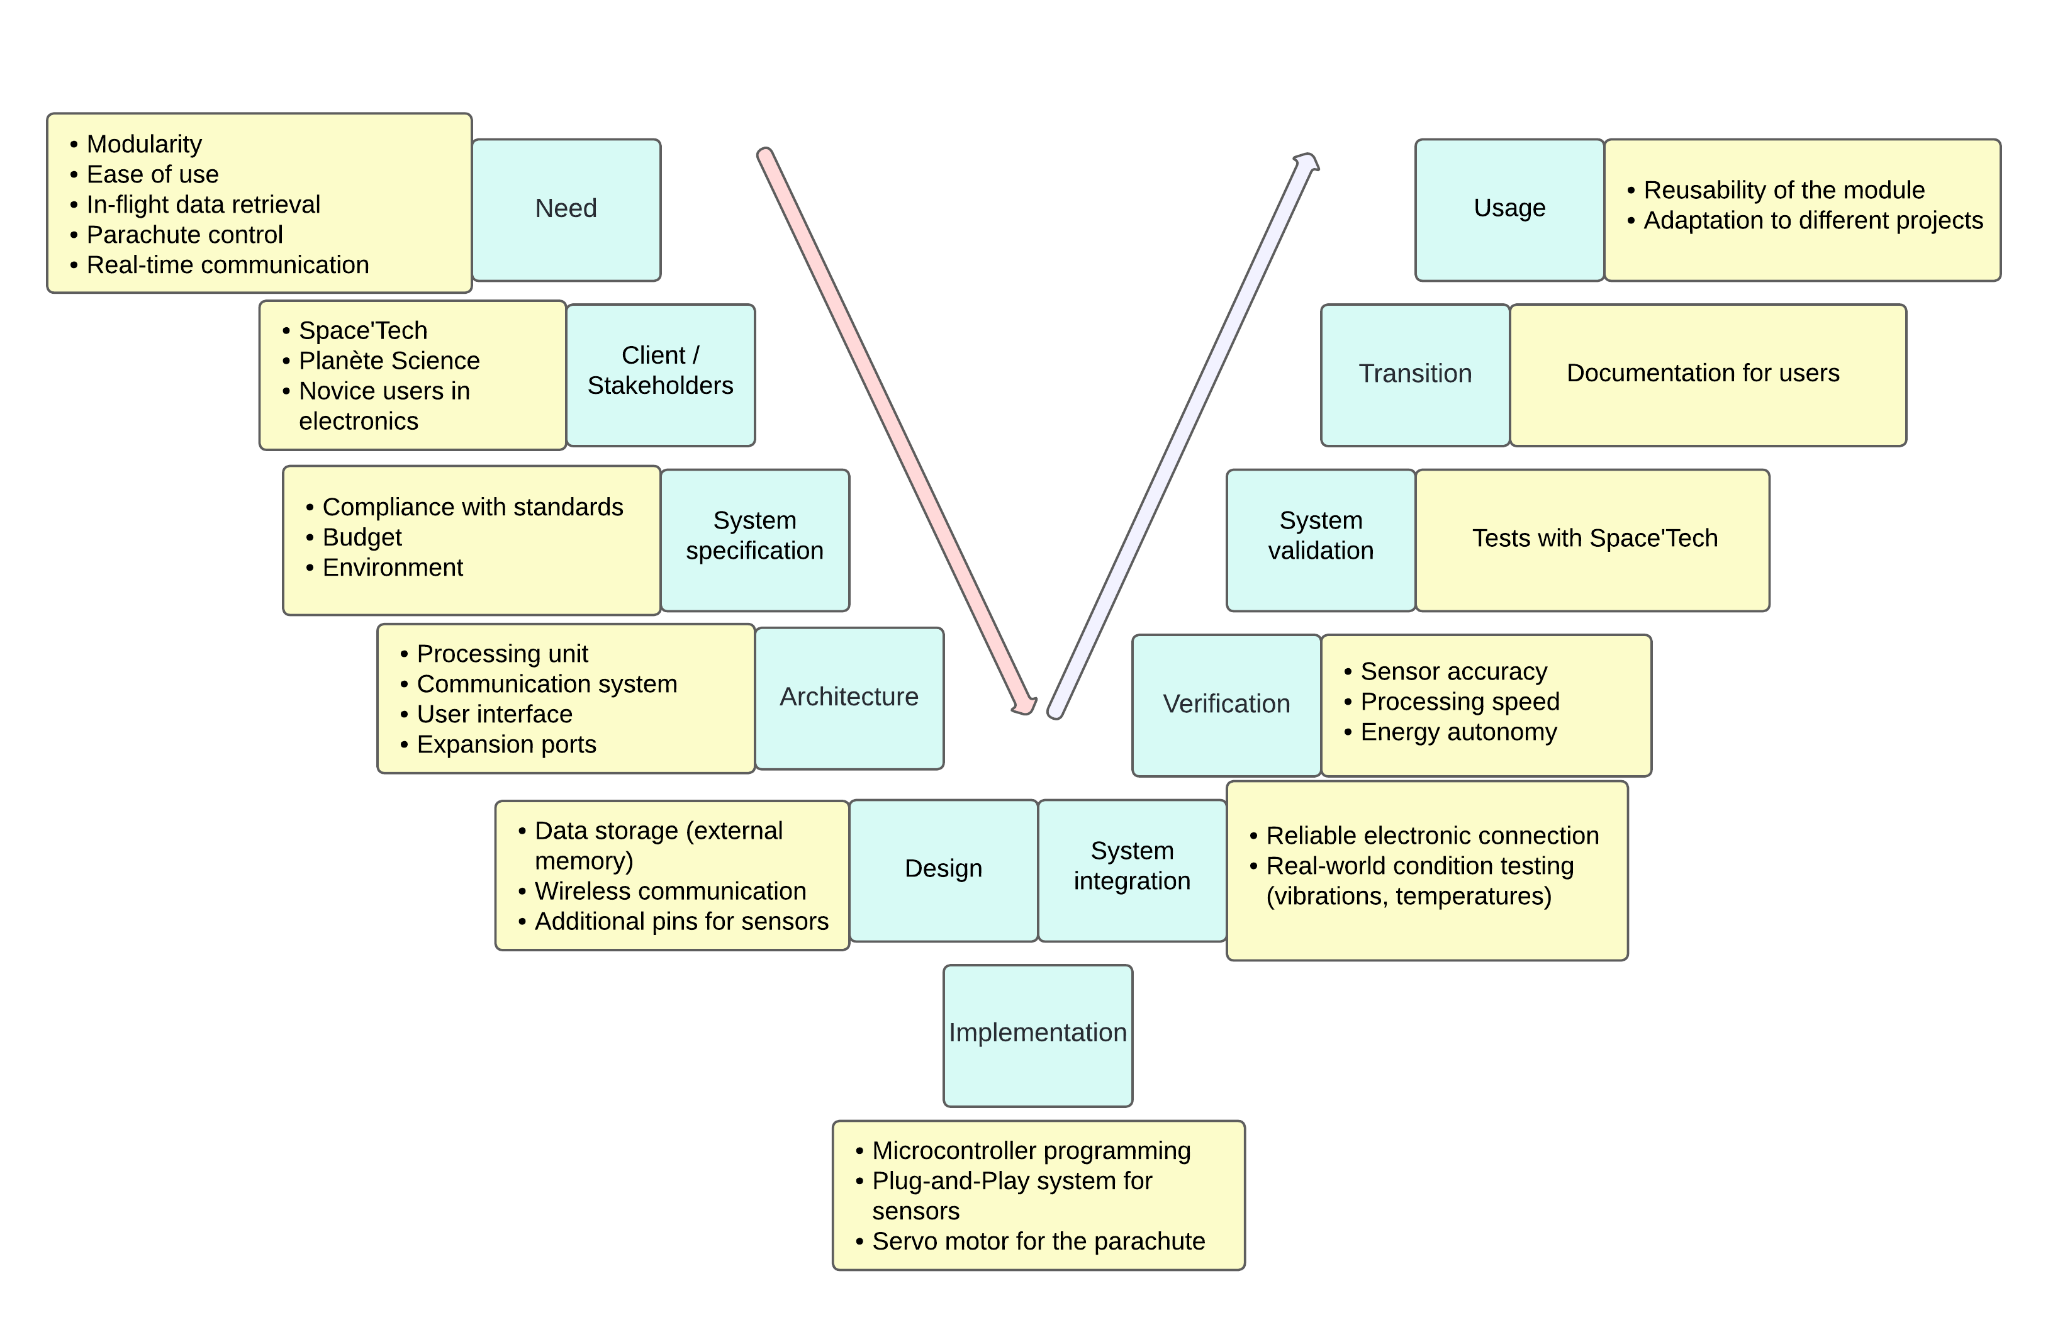 • Modularity
• Ease of use
• In-flight data retrieval
• Parachute control
• Real-time communication
Need
• Space'Tech
• Planète Science
• Novice users in
electronics
Client /
Stakeholders
• Compliance with standards
• Budget
• Environment
System
specification
• Processing unit
• Communication system
• User interface
• Expansion ports
Architecture
• Data storage (external
memory)
• Wireless communication
• Additional pins for sensors
Design
Implementation
• Microcontroller programming
• Plug-and-Play system for
sensors
• Servo motor for the parachute
System
integration
• Reliable electronic connection
• Real-world condition testing
(vibrations, temperatures)
Verification
• Sensor accuracy
• Processing speed
• Energy autonomy
System
validation
Tests with Space'Tech
Transition
Documentation for users
Usage
• Reusability of the module
• Adaptation to different projects